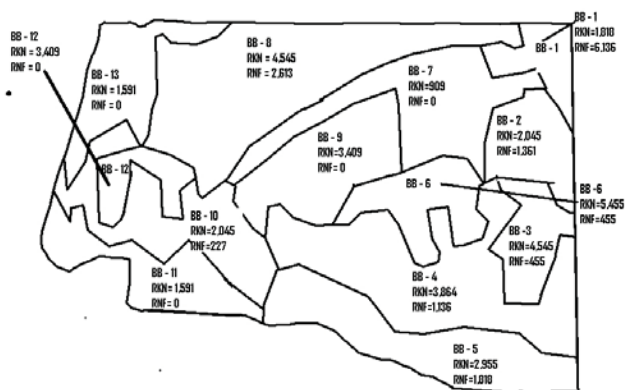 BB - 12
RKN = 3,409
RNF = 0
BB - 13
RKN = 1,591
RNF = 0
BB - 8
RKN = 4,545
RNF = 2,613
BB - 7
RKN=909
RNF = 0
BB - 1
RKN=1,818
RNF = 6,136
BB - 1
BB - 2
RKN=2,045
RNF=1,361
BB - 9
RKN=3,409
RNF = 0
BB - 12
BB - 6
BB - 6
RKN=5,455
RNF = 455
BB - 10
RKN = 2,045
RNF=227
BB - 3
RKN=4,545
RNF=455
BB - 11
RKN = 1,591
RNF = 0
BB - 4
RKN=3,864
RNF = 1,136
BB - 5
RKN=2,955
RNF=1,818